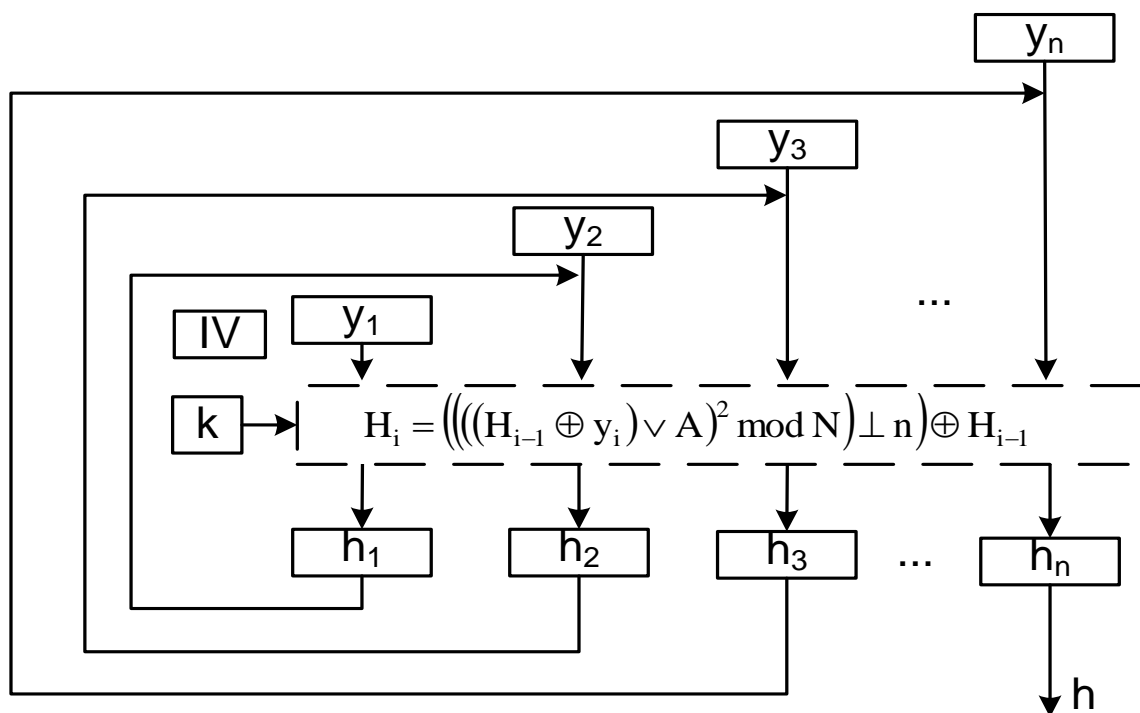 yₙ
y₃
y₂
...
IV
y₁
k
Hᵢ = ((((Hᵢ₋₁ ⊕ yᵢ) ∨ A)² mod N) ⊥ n) ⊕ Hᵢ₋₁
h₁
h₂
h₃
...
hₙ
h